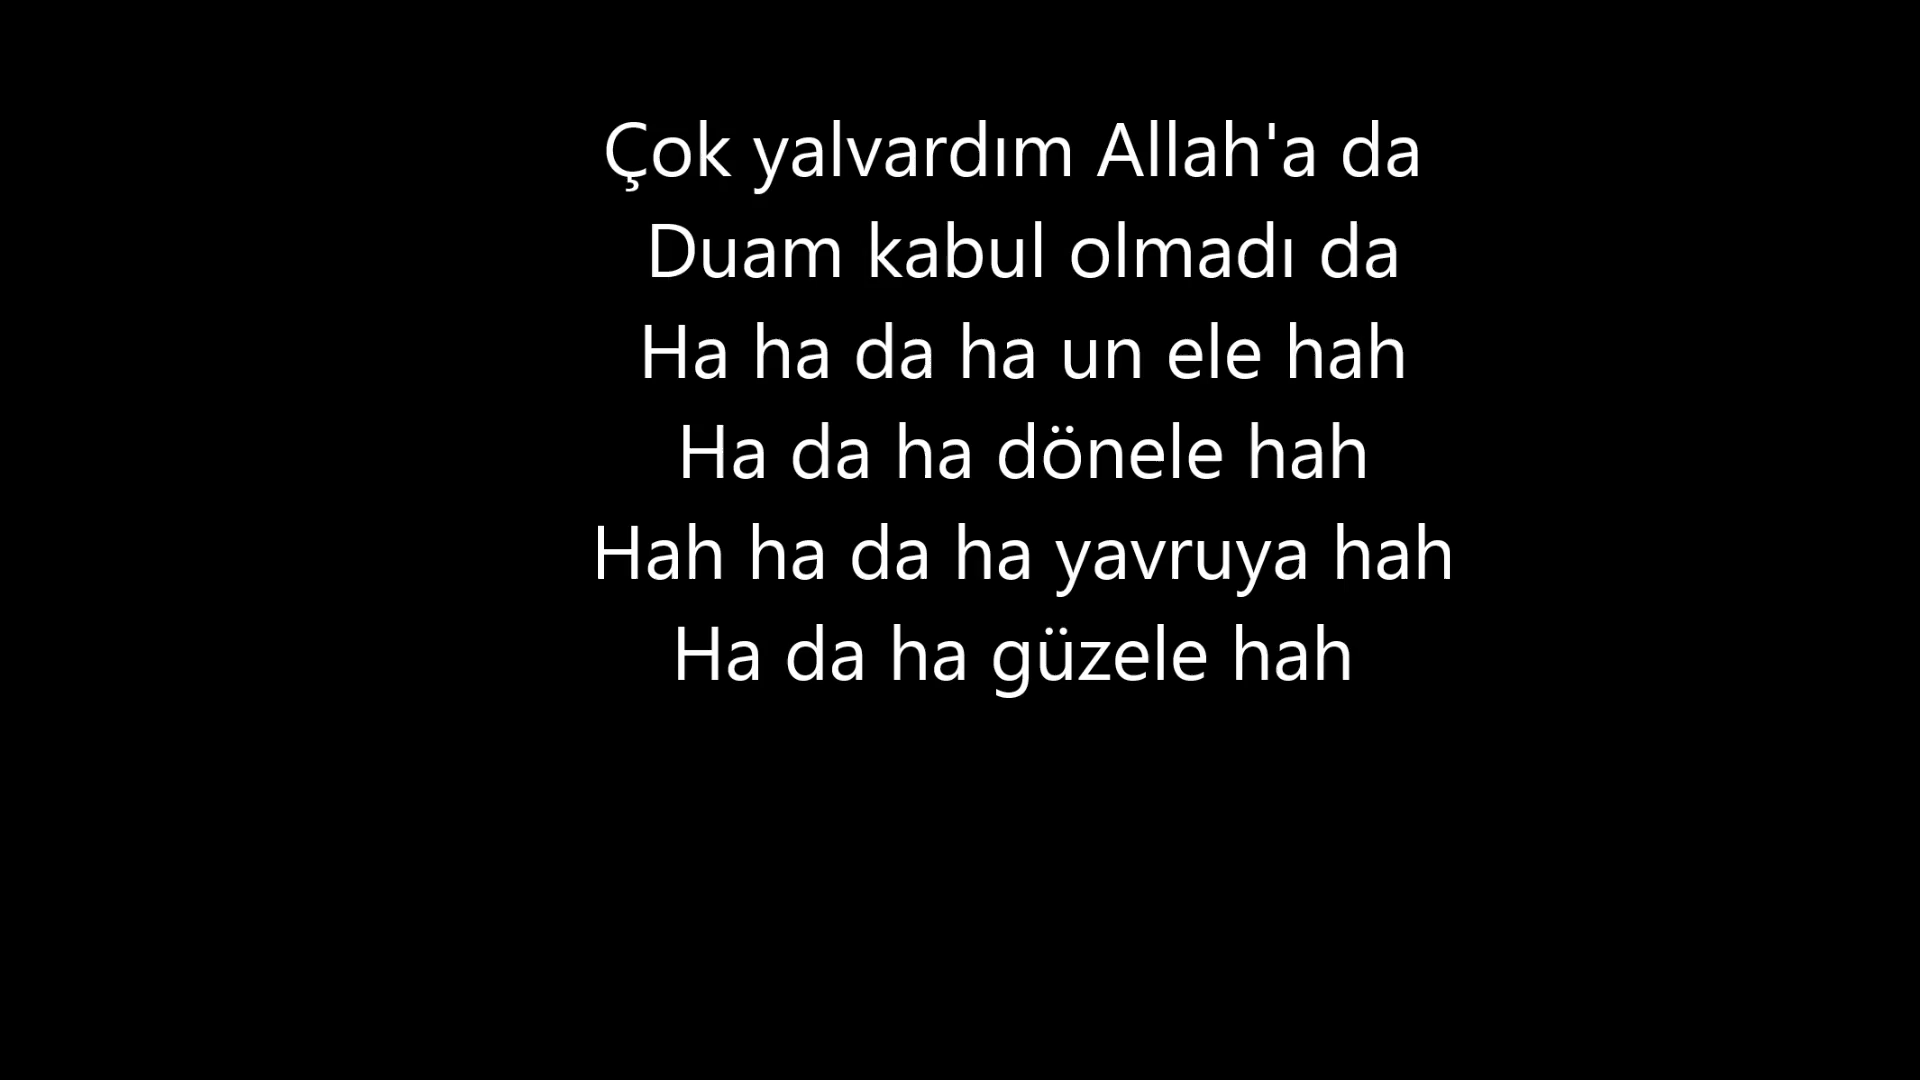 Çok yalvardım Allah'a da
Duam kabul olmadı da
Ha ha da ha un ele hah
Ha da ha dönele hah
Hah ha da ha yavruya hah
Ha da ha güzele hah